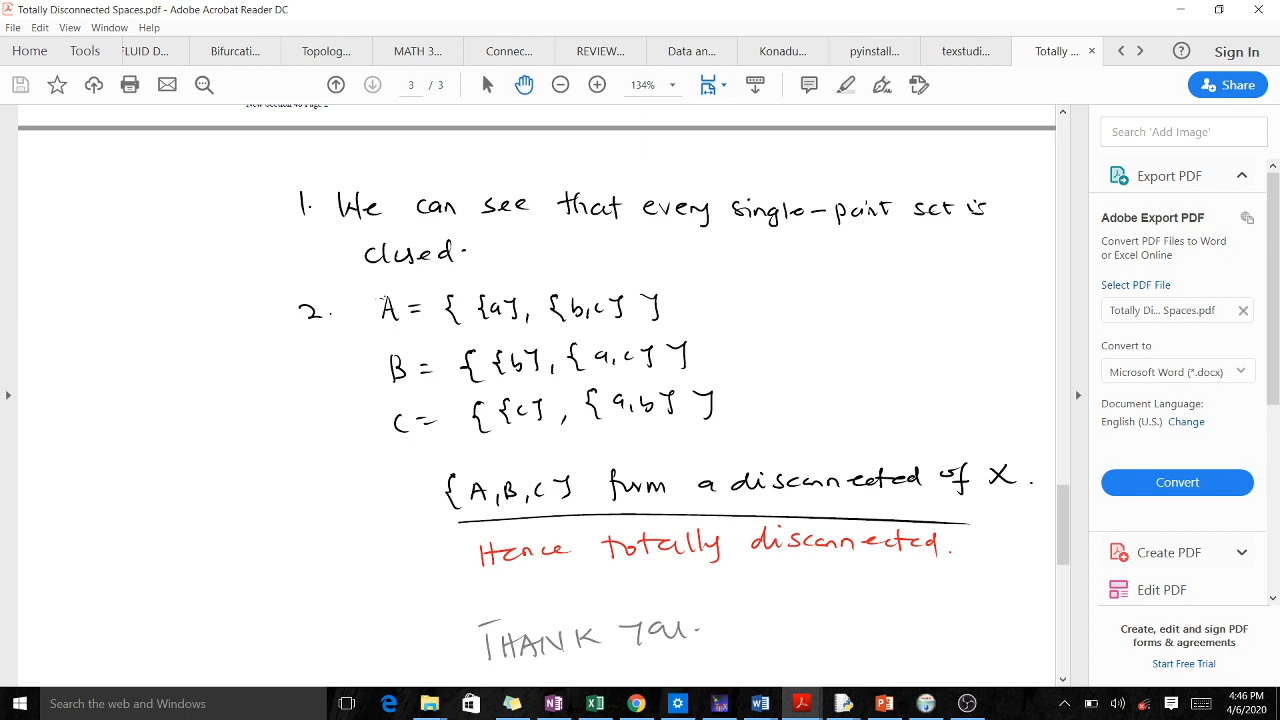 Totally Disconnected Spaces.pdf - Adobe Acrobat Reader DC
File Edit View Window Help
Home Tools FLUID D... Bifurcati... Topolog... MATH 3... Connec... REVIEW... Data an... Konadu... pyinstall... texstudi... Totally ... × Sign In
3 / 3 134% Share
New Section 46 Page 2
1. We can see that every single-point set is
closed.
2. A = { {a}, {b,c} }
B = { {b}, {a,c} }
C = { {c}, {a,b} }
{A,B,C} form a disconnected of X.
Hence totally disconnected.
THANK YOU.
Search 'Add Image'
Export PDF
Adobe Export PDF
Convert PDF Files to Word
or Excel Online
Select PDF File
Totally Di... Spaces.pdf
Convert to
Microsoft Word (*.docx)
Document Language:
English (U.S.) Change
Convert
Create PDF
Edit PDF
Create, edit and sign PDF
forms & agreements
Start Free Trial
Search the web and Windows
4:46 PM
4/6/2020